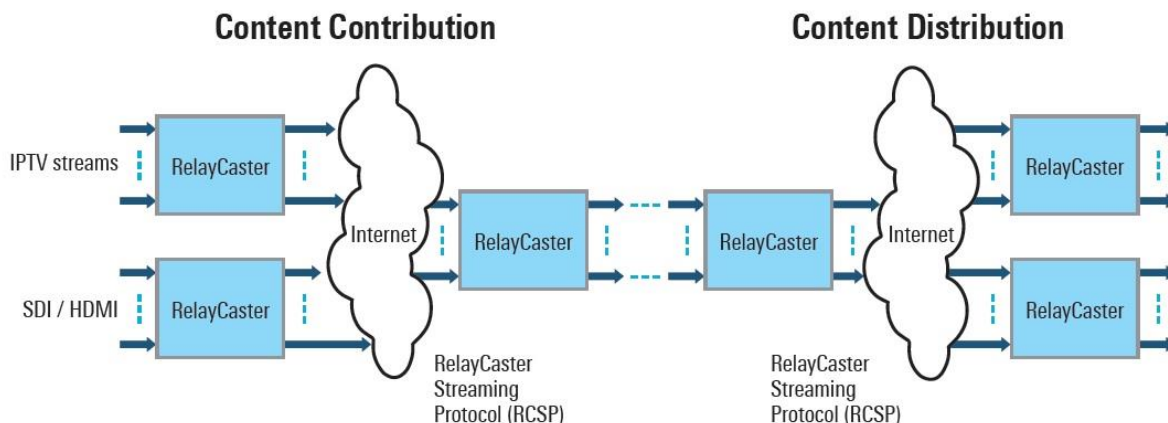 Content Contribution
Content Distribution
IPTV streams
RelayCaster
RelayCaster
Internet
RelayCaster
RelayCaster
Internet
RelayCaster
SDI / HDMI
RelayCaster
RelayCaster
Streaming
Protocol (RCSP)
RelayCaster
Streaming
Protocol (RCSP)